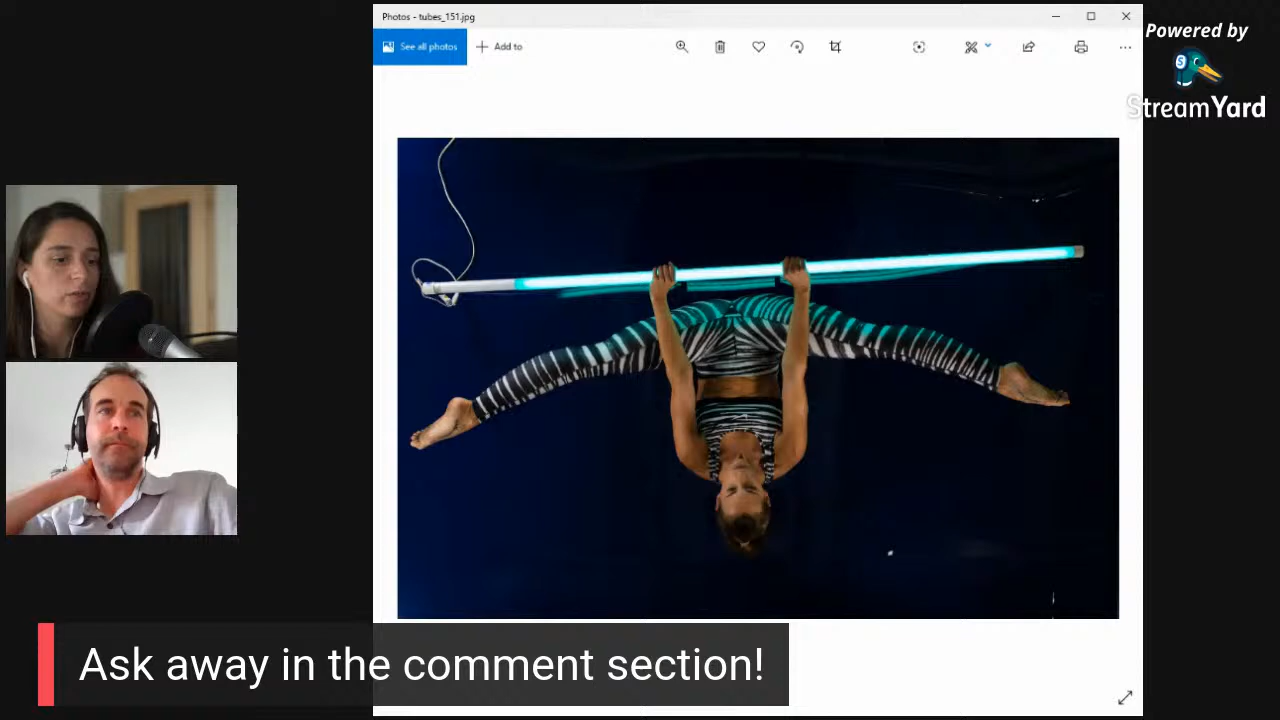 Photos - tubes_151.jpg
See all photos
Add to
Powered by
S
StreamYard
Ask away in the comment section!